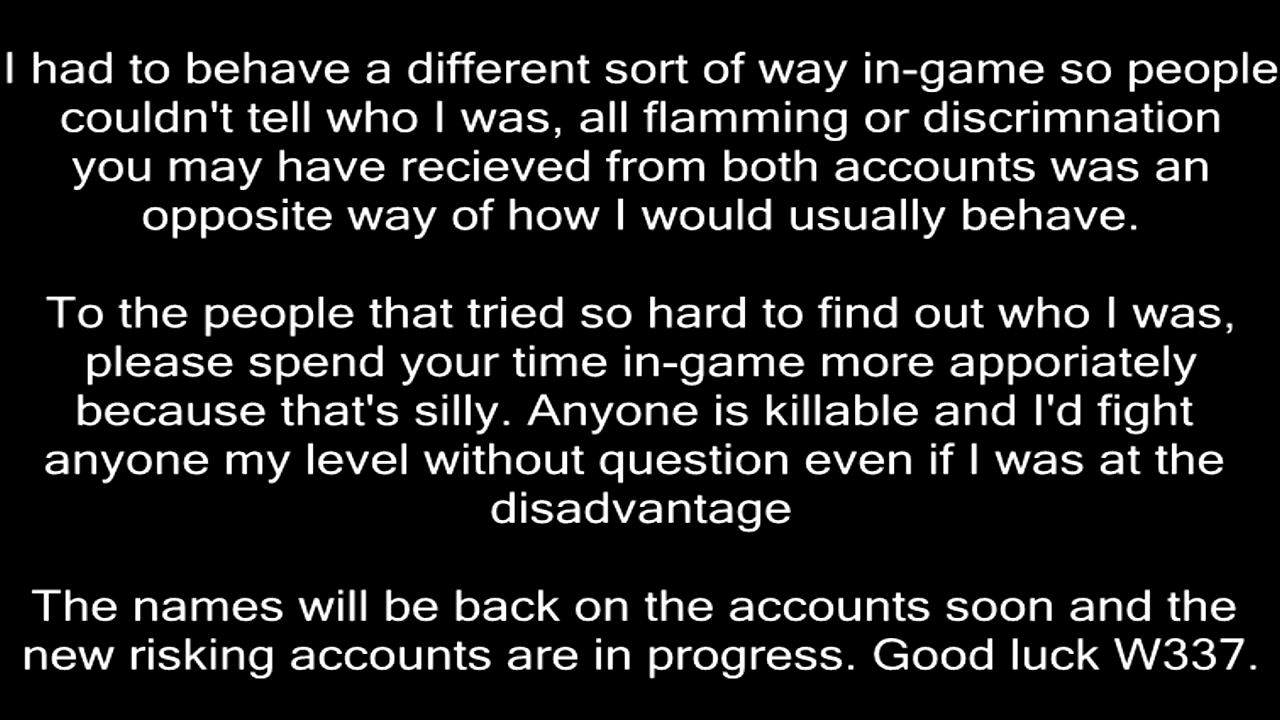 I had to behave a different sort of way in-game so people
couldn't tell who I was, all flamming or discrimnation
you may have recieved from both accounts was an
opposite way of how I would usually behave.
To the people that tried so hard to find out who I was,
please spend your time in-game more apporiately
because that's silly. Anyone is killable and I'd fight
anyone my level without question even if I was at the
disadvantage
The names will be back on the accounts soon and the
new risking accounts are in progress. Good luck W337.